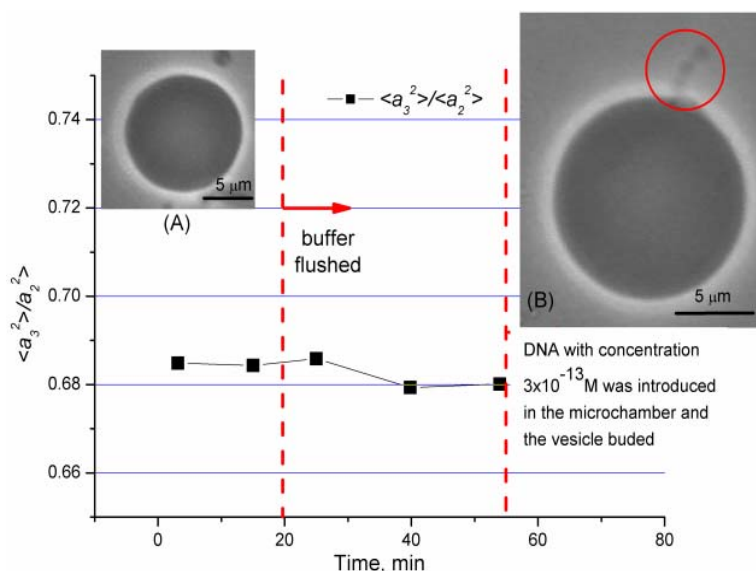 5 μm
(A)
<a₃²>/<a₂²>
buffer
flushed
5 μm
(B)
DNA with concentration
3x10⁻¹³M was introduced
in the microchamber and
the vesicle buded
0.74
0.72
0.70
0.68
0.66
<a₃²>/a₂²>
0 20 40 60 80
Time, min